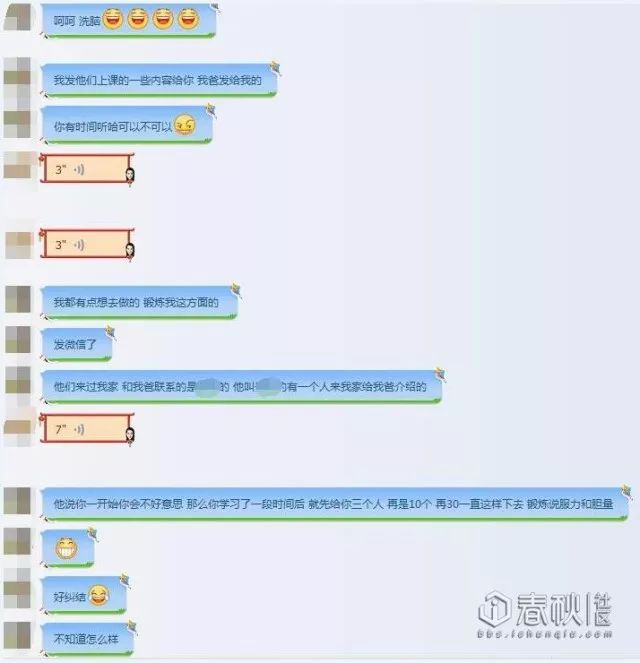 呵呵 洗脑
我发他们上课的一些内容给你 我爸发给我的
你有时间听哈可以不可以
3"
3"
我都有点想去做的 锻炼我这方面的
发微信了
他们来过我家 和我爸联系的是 的 他叫 的有一个人来我家给我爸介绍的
7"
他说你一开始你会不好意思 那么你学习了一段时间后 就先给你三个人 再是10个 再30一直这样下去 锻炼说服力和胆量
好纠结
不知道怎么样
春秋社区
bbs.ichunqiu.com